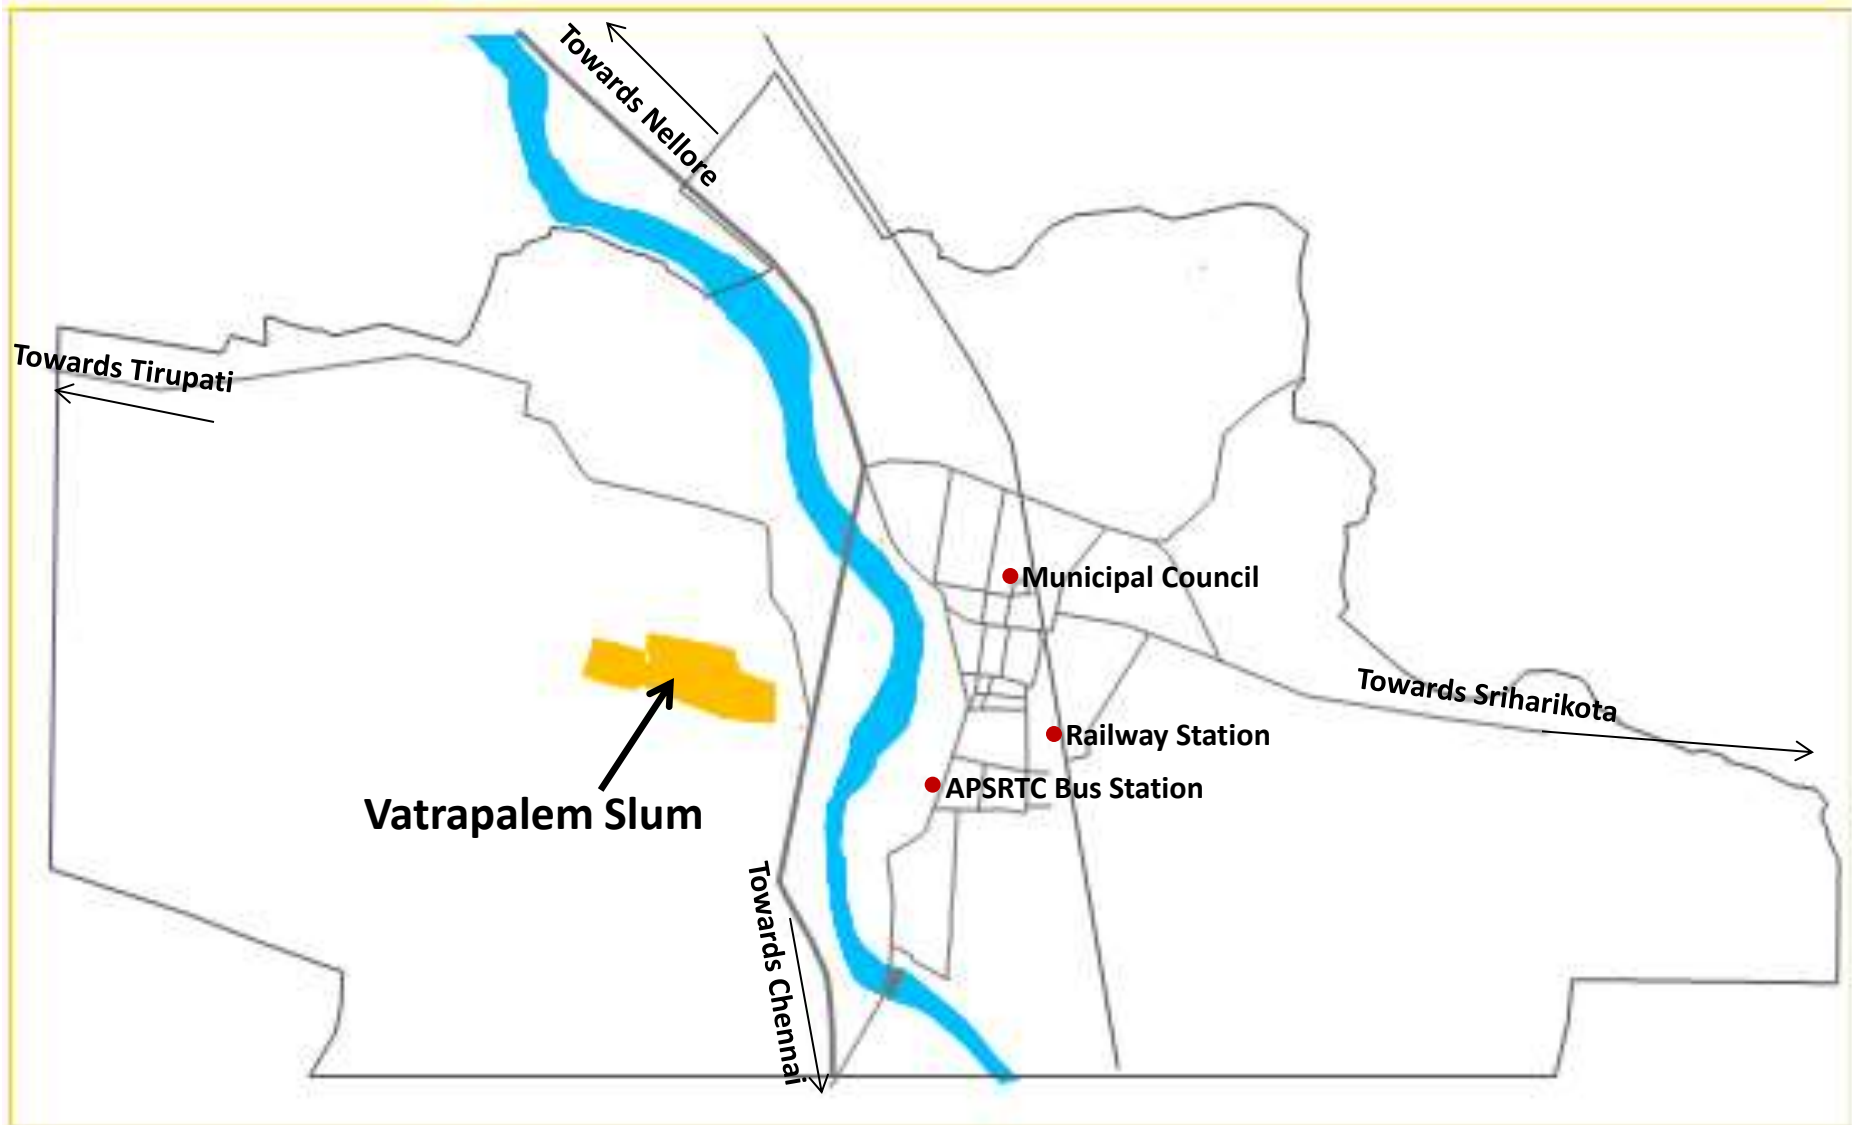 Towards Nellore
Towards Tirupati
Municipal Council
Towards Sriharikota
Railway Station
APSRTC Bus Station
Vatrapalem Slum
Towards Chennai